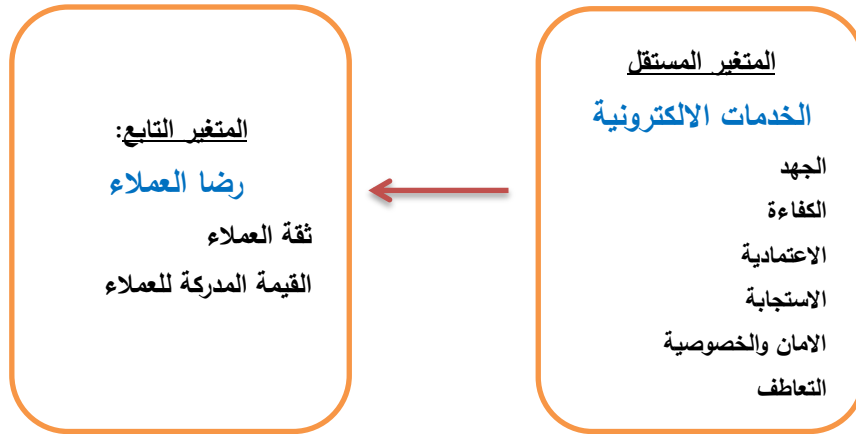 المتغير المستقل
الخدمات الالكترونية
الجهد
الكفاءة
الاعتمادية
الاستجابة
الامان والخصوصية
التعاطف
المتغير التابع:
رضا العملاء
ثقة العملاء
القيمة المدركة للعملاء